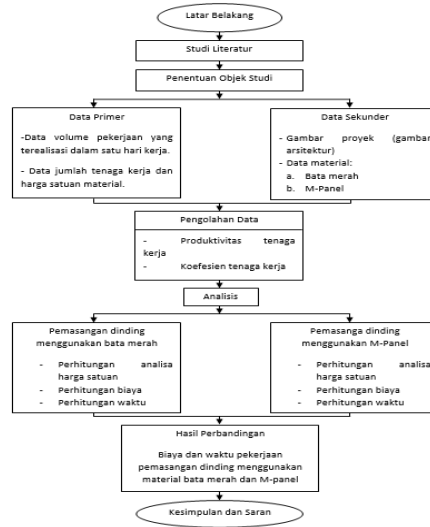 Latar Belakang
Studi Literatur
Penentuan Objek Studi
Data Primer
-Data volume pekerjaan yang
terealisasi dalam satu hari kerja.
- Data jumlah tenaga kerja dan
harga satuan material.
Data Sekunder
- Gambar proyek (gambar
arsitektur)
- Data material:
a. Bata merah
b. M-Panel
Pengolahan Data
- Produktivitas tenaga
kerja
- Koefesien tenaga kerja
Analisis
Pemasangan dinding
menggunakan bata merah
- Perhitungan analisa
harga satuan
- Perhitungan biaya
- Perhitungan waktu
Pemasanga dinding
menggunakan M-Panel
- Perhitungan analisa
harga satuan
- Perhitungan biaya
- Perhitungan waktu
Hasil Perbandingan
Biaya dan waktu pekerjaan
pemasangan dinding menggunakan
material bata merah dan M-panel
Kesimpulan dan Saran